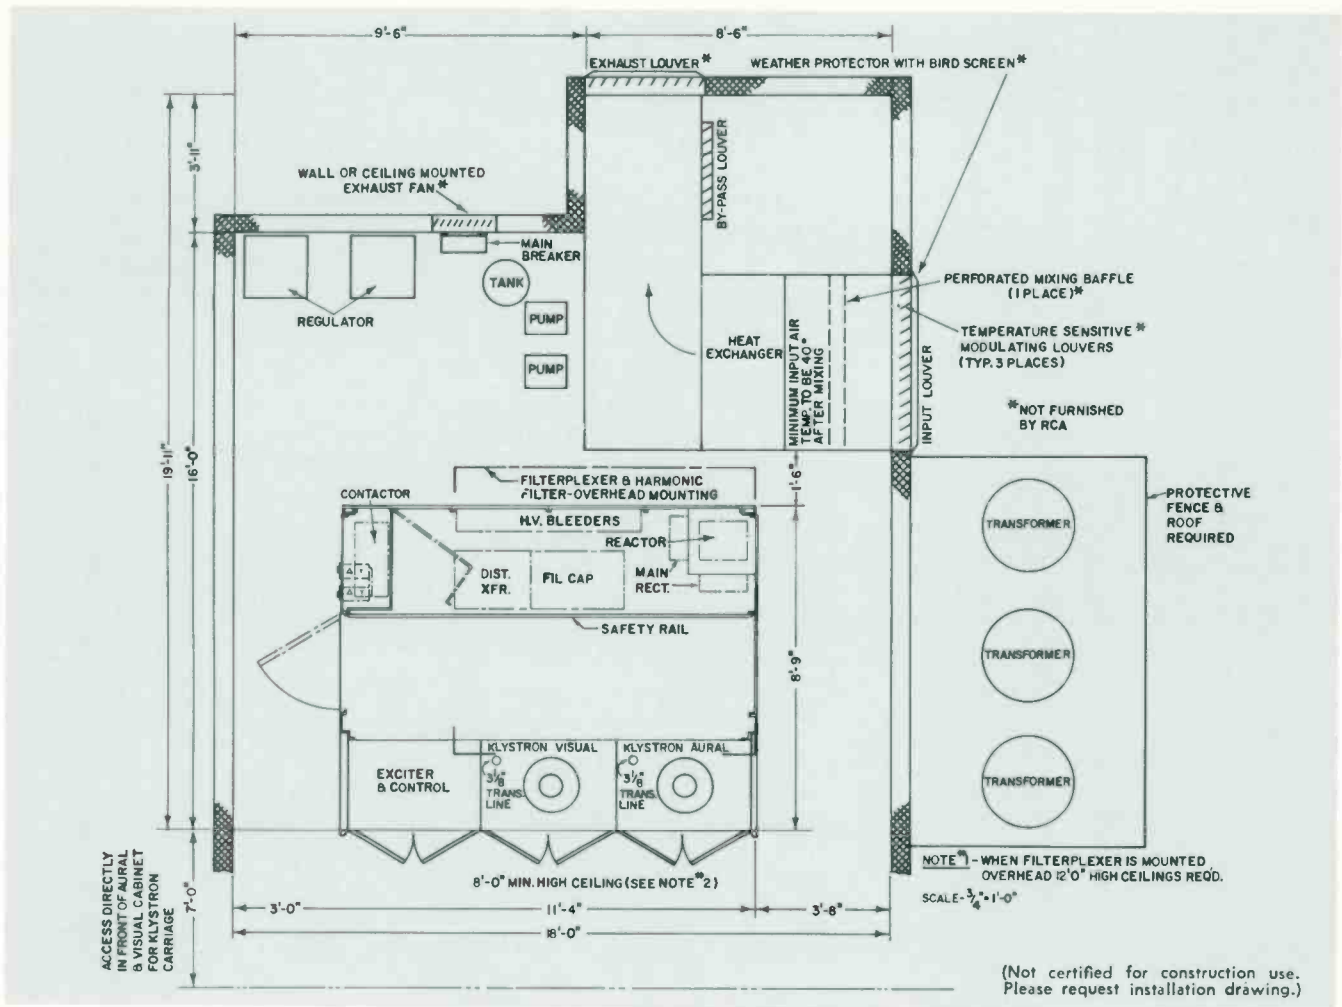 9'-6"
8'-6"
EXHAUST LOUVER*
WEATHER PROTECTOR WITH BIRD SCREEN*
3'-11"
WALL OR CEILING MOUNTED
EXHAUST FAN*
BY-PASS LOUVER
MAIN
BREAKER
TANK
PUMP
PUMP
REGULATOR
HEAT
EXCHANGER
MINIMUM INPUT AIR
TEMP. TO BE 40°
AFTER MIXING
PERFORATED MIXING BAFFLE
(1 PLACE)*
TEMPERATURE SENSITIVE*
MODULATING LOUVERS
(TYP. 3 PLACES)
INPUT LOUVER
*NOT FURNISHED
BY RCA
19'-11"
16'-0"
1'-6"
FILTERPLEXER & HARMONIC
FILTER-OVERHEAD MOUNTING
CONTACTOR
H.V. BLEEDERS
REACTOR
MAIN
RECT.
DIST.
XFR.
FIL CAP
SAFETY RAIL
TRANSFORMER
TRANSFORMER
TRANSFORMER
PROTECTIVE
FENCE &
ROOF
REQUIRED
8'-9"
EXCITER
& CONTROL
KLYSTRON VISUAL
3⅛"
TRANS.
LINE
KLYSTRON AURAL
3⅛"
TRANS.
LINE
8'-0" MIN. HIGH CEILING (SEE NOTE #2)
NOTE #1 - WHEN FILTERPLEXER IS MOUNTED
OVERHEAD 12'0" HIGH CEILINGS REQ'D.
SCALE-¾"=1'-0"
ACCESS DIRECTLY
IN FRONT OF AURAL
& VISUAL CABINET
FOR KLYSTRON
CARRIAGE
7'-0"
3'-0"
11'-4"
3'-8"
18'-0"
(Not certified for construction use.
Please request installation drawing.)